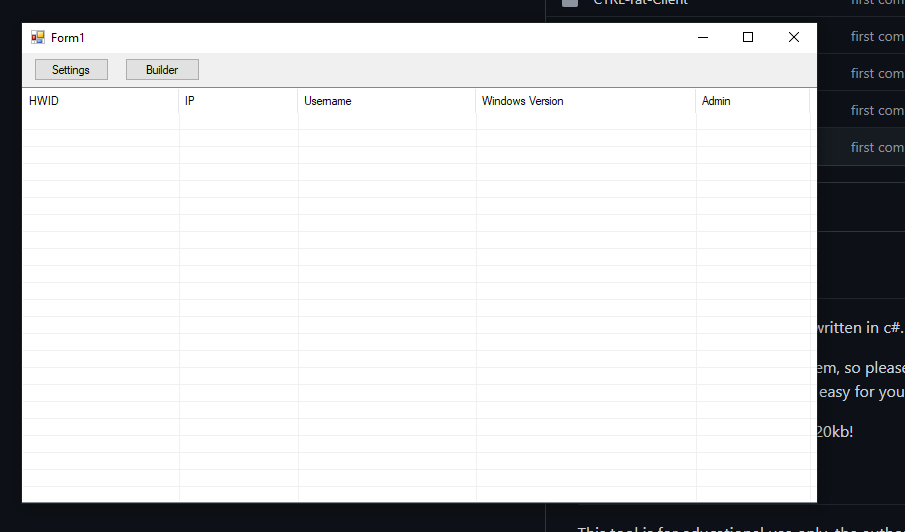 CTRL-rat-Client
first com
Form1
first com
Settings
Builder
first com
HWID
IP
Username
Windows Version
Admin
first com
first com
written in c#.
em, so please
easy for you
20kb!
This tool is for educational use only, the autho